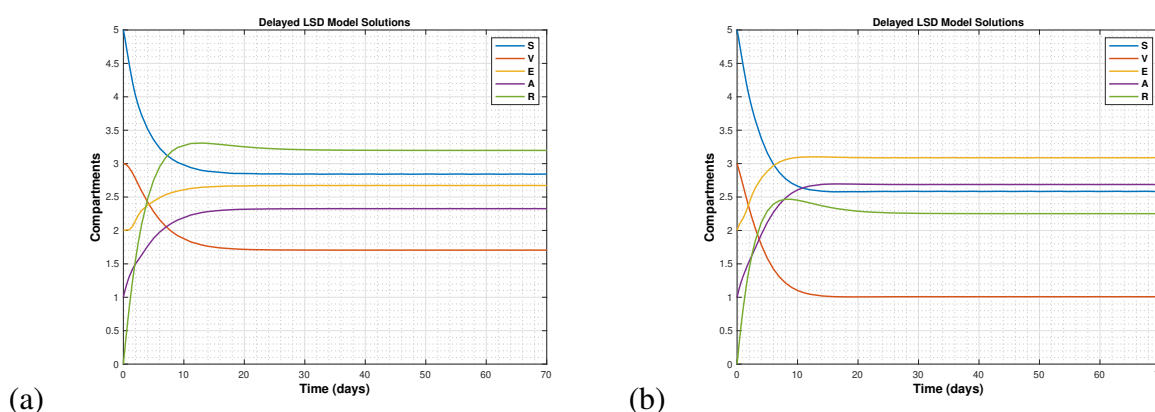 Delayed LSD Model Solutions
5
4.5
4
3.5
3
2.5
2
1.5
1
0.5
0
Compartments
S
V
E
A
R
0 10 20 30 40 50 60 70
Time (days)
(a)
Delayed LSD Model Solutions
5
4.5
4
3.5
3
2.5
2
1.5
1
0.5
0
Compartments
S
V
E
A
R
0 10 20 30 40 50 60 70
Time (days)
(b)